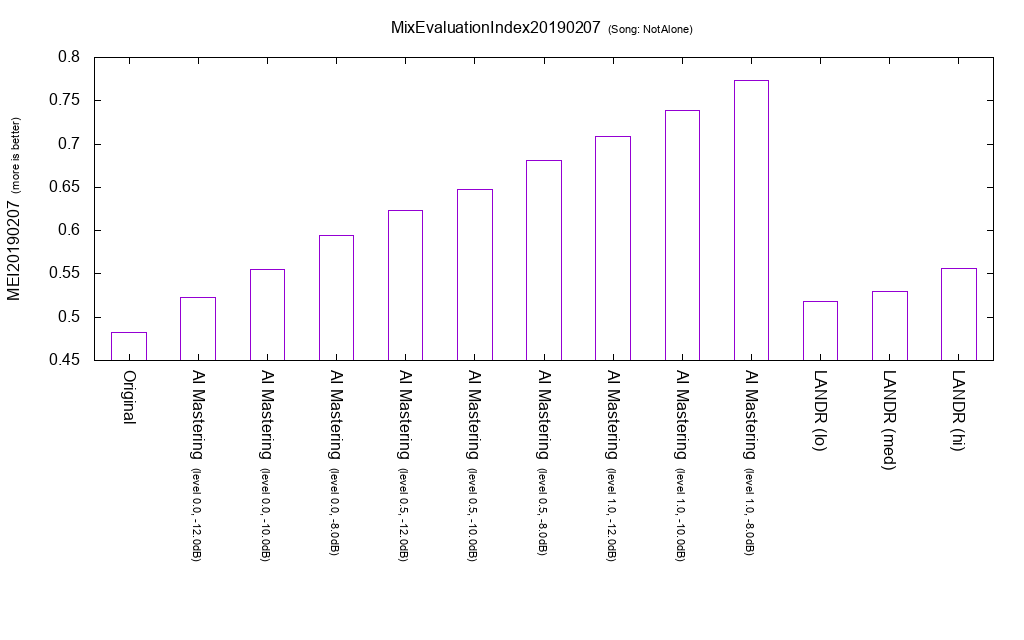 MixEvaluationIndex20190207 (Song: NotAlone)
MEI20190207 (more is better)
0.8
0.75
0.7
0.65
0.6
0.55
0.5
0.45
Original
AI Mastering (level 0.0, -12.0dB)
AI Mastering (level 0.0, -10.0dB)
AI Mastering (level 0.0, -8.0dB)
AI Mastering (level 0.5, -12.0dB)
AI Mastering (level 0.5, -10.0dB)
AI Mastering (level 0.5, -8.0dB)
AI Mastering (level 1.0, -12.0dB)
AI Mastering (level 1.0, -10.0dB)
AI Mastering (level 1.0, -8.0dB)
LANDR (lo)
LANDR (med)
LANDR (hi)